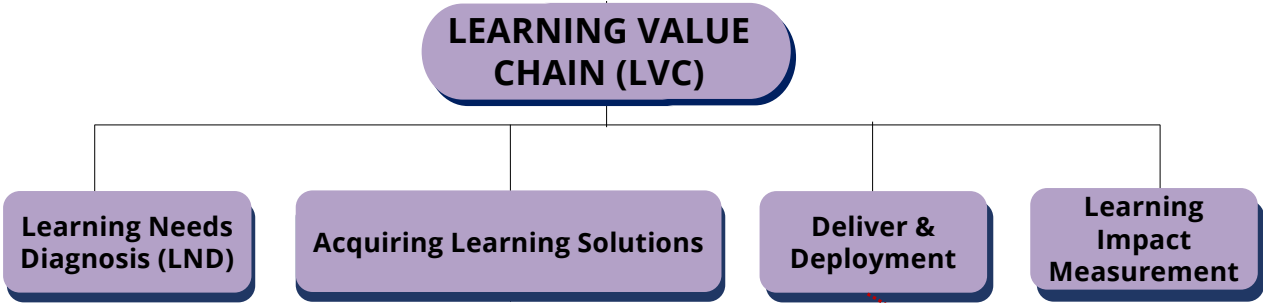 LEARNING VALUE
CHAIN (LVC)
Learning Needs
Diagnosis (LND)
Acquiring Learning Solutions
Deliver &
Deployment
Learning
Impact
Measurement